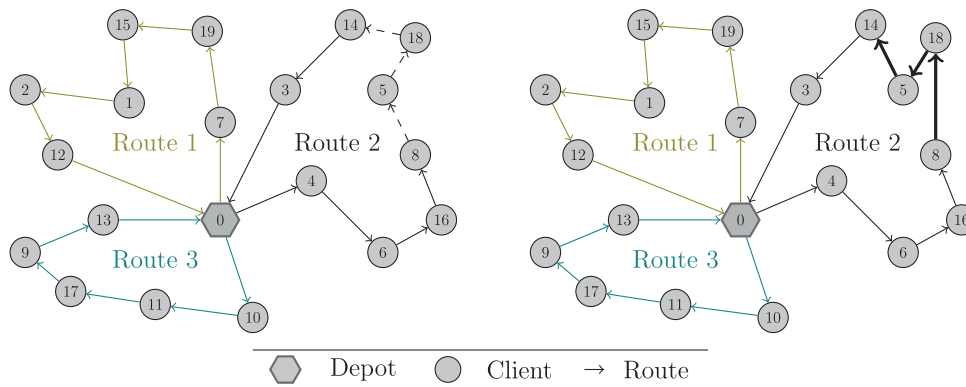 15 19 14 18 15 19 14 18
2 1 3 5 2 1 3 5
7 7
Route 1 Route 2 Route 1 Route 2
12 8 12 8
4 4
13 0 16 13 0 16
9 Route 3 6 9 Route 3 6
17 11 10 17 11 10
Depot Client → Route